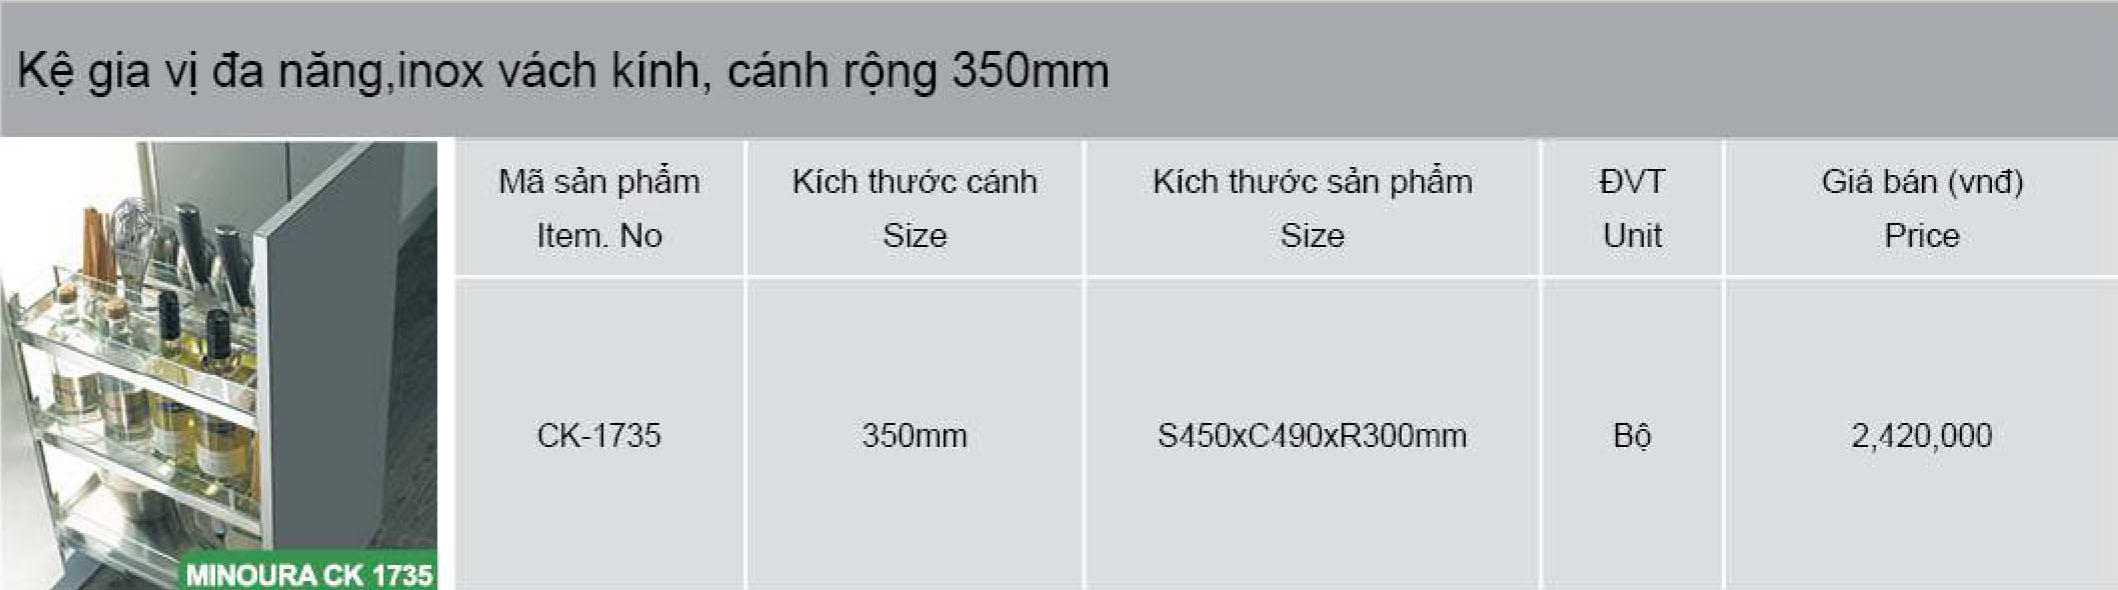 Kệ gia vị đa năng,inox vách kính, cánh rộng 350mm
Mã sản phẩm
Item. No
Kích thước cánh
Size
Kích thước sản phẩm
Size
ĐVT
Unit
Giá bán (vnđ)
Price
CK-1735
350mm
S450xC490xR300mm
Bộ
2,420,000
MINOURA CK 1735